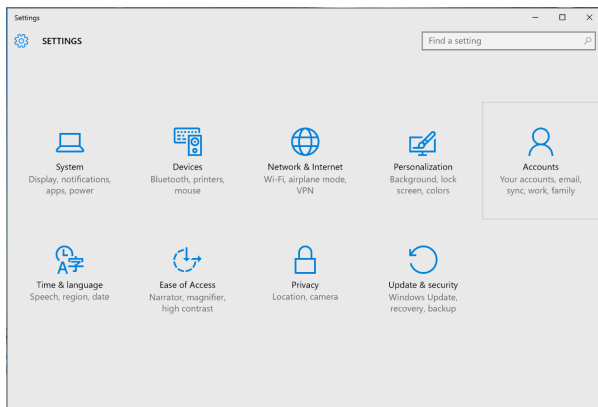 Settings
SETTINGS
Find a setting
System
Display, notifications,
apps, power
Devices
Bluetooth, printers,
mouse
Network & Internet
Wi-Fi, airplane mode,
VPN
Personalization
Background, lock
screen, colors
Accounts
Your accounts, email,
sync, work, family
A字
Time & language
Speech, region, date
Ease of Access
Narrator, magnifier,
high contrast
Privacy
Location, camera
Update & security
Windows Update,
recovery, backup